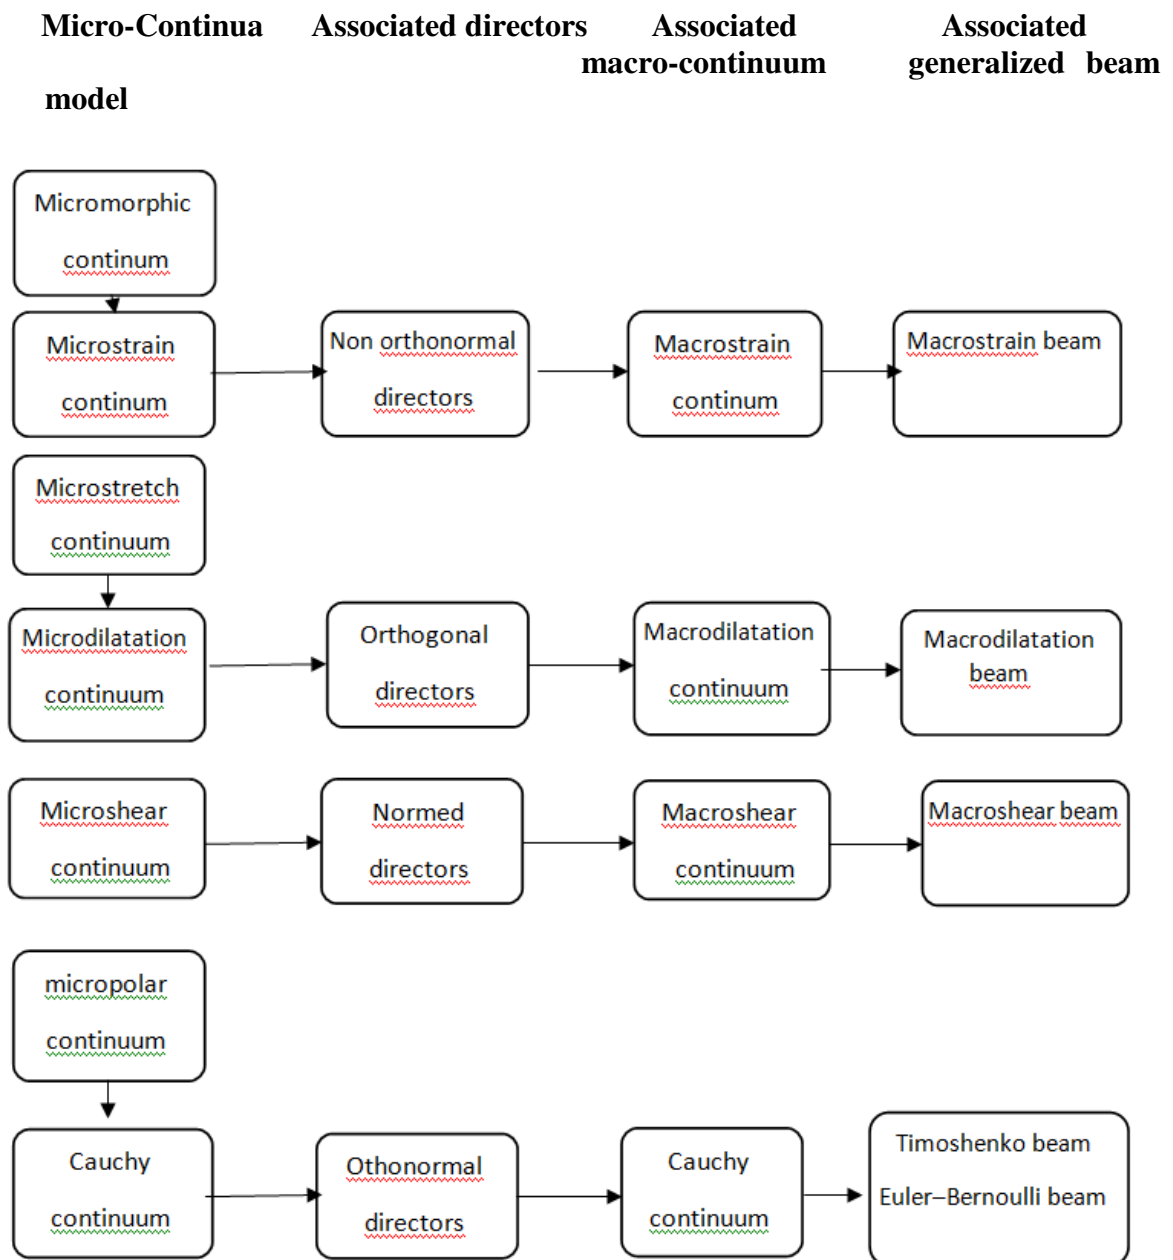 Micro-Continua Associated directors Associated Associated
macro-continuum generalized beam
model
Micromorphic
continum
Microstrain
continum
Non orthonormal
directors
Macrostrain
continum
Macrostrain beam
Microstretch
continuum
Microdilatation
continuum
Orthogonal
directors
Macrodilatation
continuum
Macrodilatation
beam
Microshear
continuum
Normed
directors
Macroshear
continuum
Macroshear beam
micropolar
continuum
Cauchy
continuum
Othonormal
directors
Cauchy
continuum
Timoshenko beam
Euler–Bernoulli beam